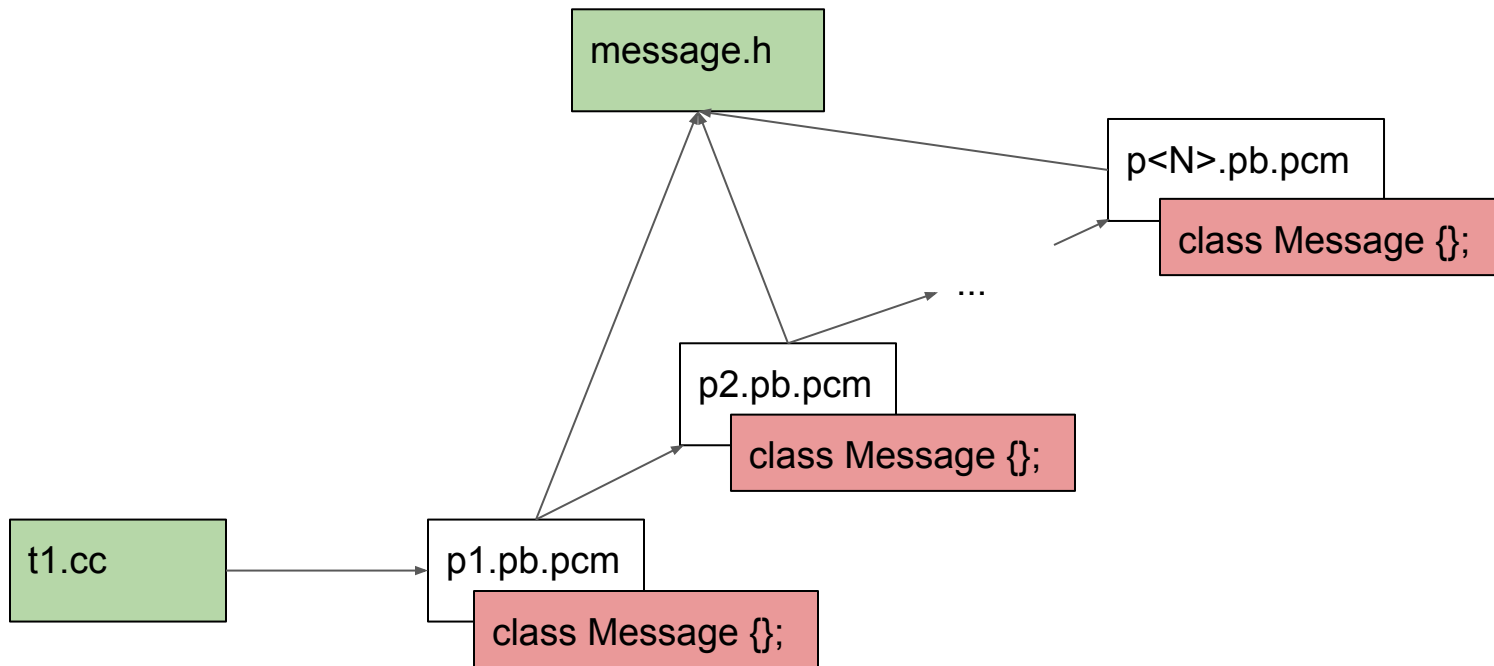 message.h
p<N>.pb.pcm
class Message {};
...
p2.pb.pcm
class Message {};
t1.cc
p1.pb.pcm
class Message {};